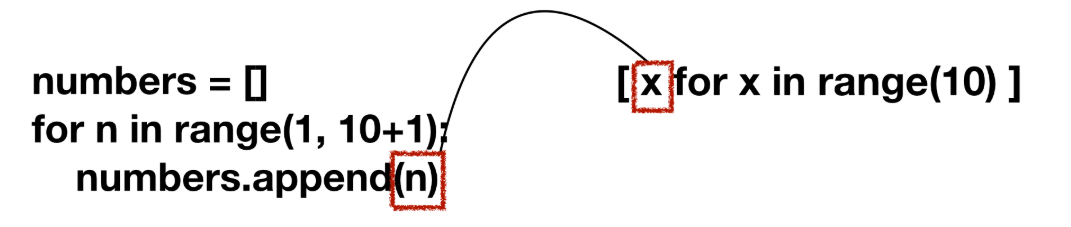 numbers = []
for n in range(1, 10+1):
    numbers.append(n)
[ x for x in range(10) ]